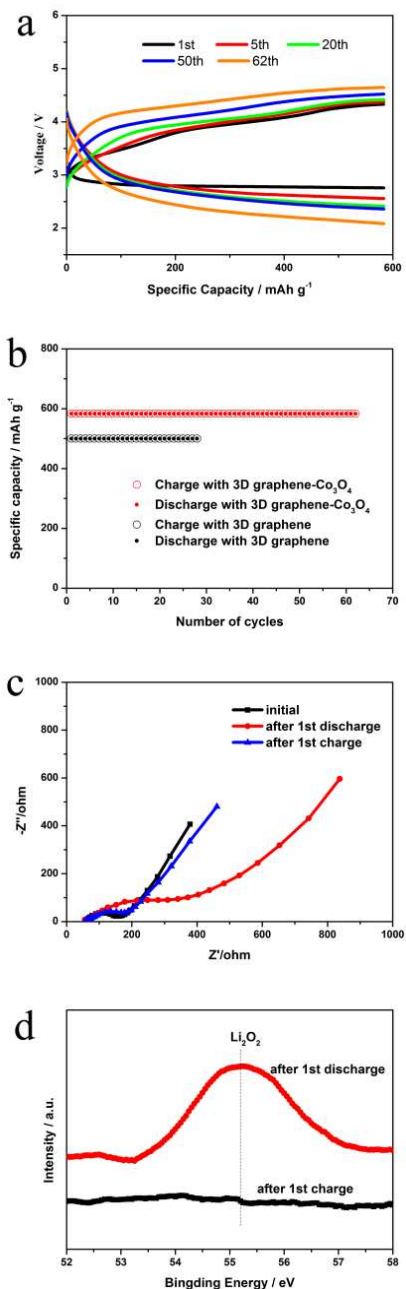 a
6
5
4
3
2
Voltage / V
1st 5th 20th
50th 62th
0 200 400 600
Specific Capacity / mAh g⁻¹
b
800
600
400
200
0
Specific capacity / mAh g⁻¹
Charge with 3D graphene-Co₃O₄
Discharge with 3D graphene-Co₃O₄
Charge with 3D graphene
Discharge with 3D graphene
0 10 20 30 40 50 60 70
Number of cycles
c
1000
800
600
400
200
0
-Z''/ohm
initial
after 1st discharge
after 1st charge
0 200 400 600 800 1000
Z'/ohm
d
Li₂O₂
after 1st discharge
Intensity / a.u.
after 1st charge
52 53 54 55 56 57 58
Bingding Energy / eV